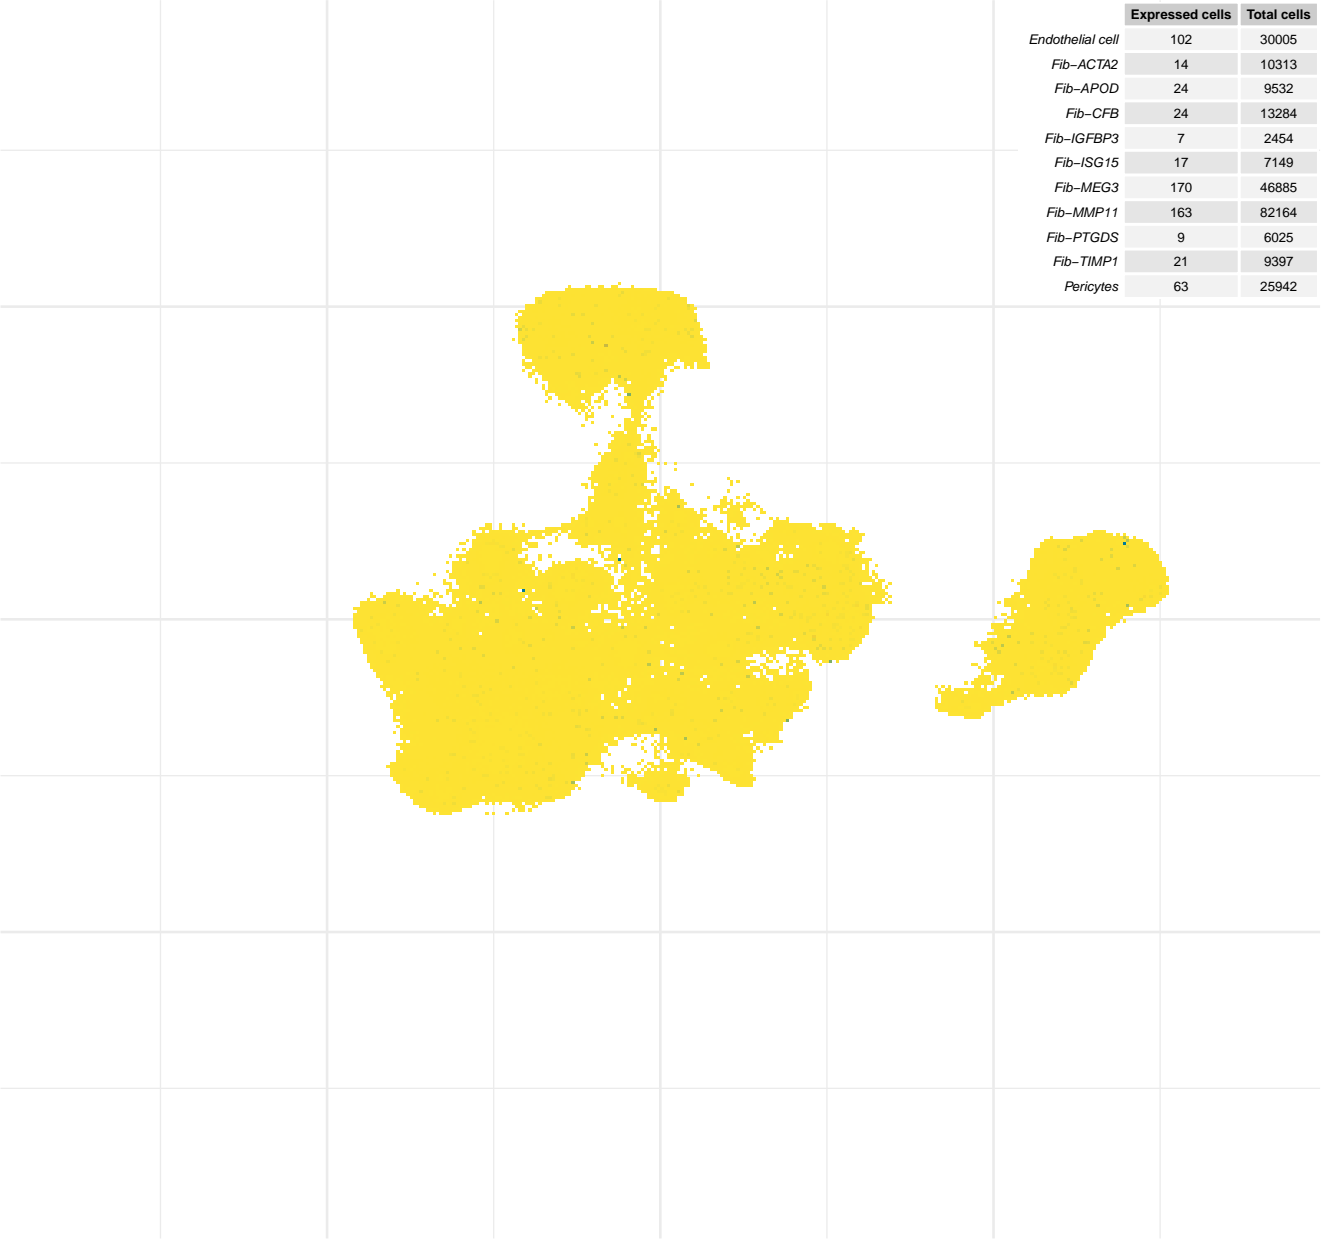 Expressed cells Total cells
Endothelial cell 102 30005
Fib−ACTA2 14 10313
Fib−APOD 24 9532
Fib−CFB 24 13284
Fib−IGFBP3 7 2454
Fib−ISG15 17 7149
Fib−MEG3 170 46885
Fib−MMP11 163 82164
Fib−PTGDS 9 6025
Fib−TIMP1 21 9397
Pericytes 63 25942